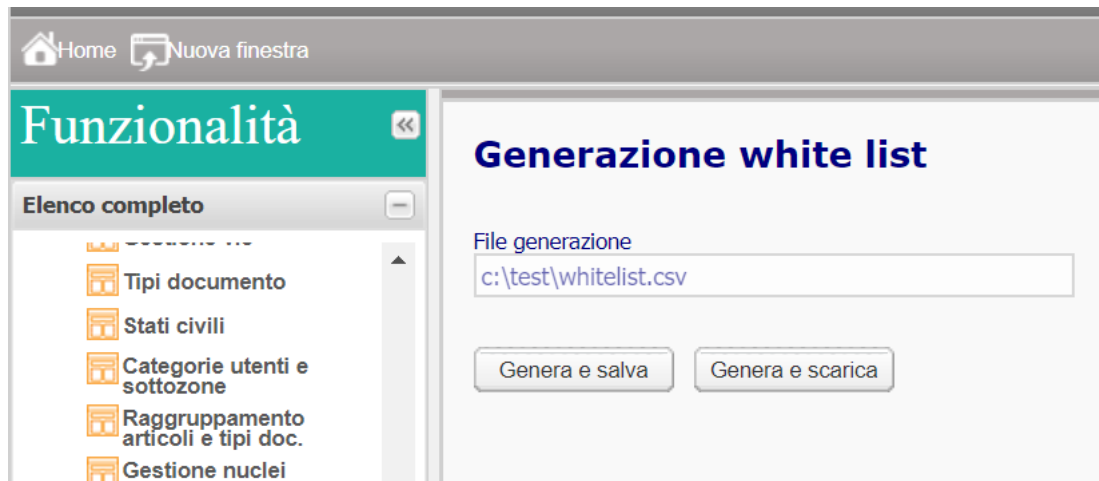 Home Nuova finestra
Funzionalità
Elenco completo
Tipi documento
Stati civili
Categorie utenti e
sottozone
Raggruppamento
articoli e tipi doc.
Gestione nuclei
Generazione white list
File generazione
c:\test\whitelist.csv
Genera e salva Genera e scarica